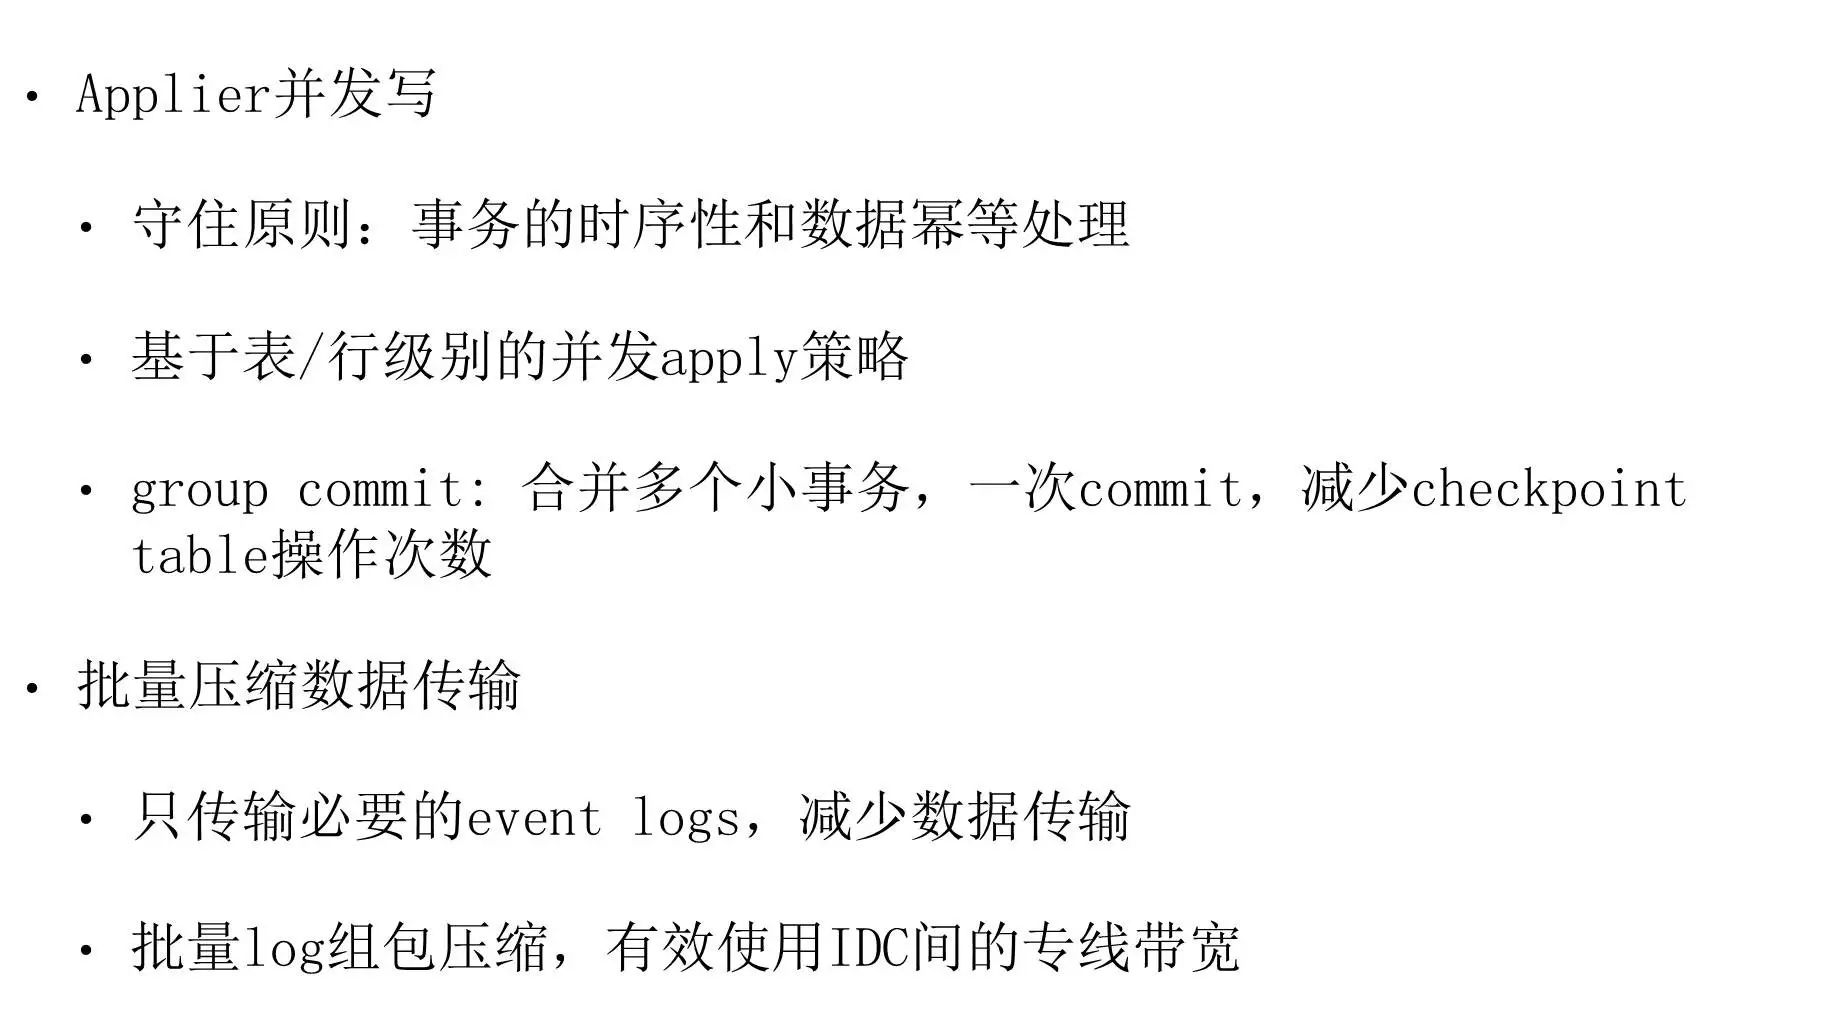 • Applier并发写
• 守住原则：事务的时序性和数据幂等处理
• 基于表/行级别的并发apply策略
• group commit: 合并多个小事务，一次commit，减少checkpoint
table操作次数
• 批量压缩数据传输
• 只传输必要的event logs，减少数据传输
• 批量log组包压缩，有效使用IDC间的专线带宽